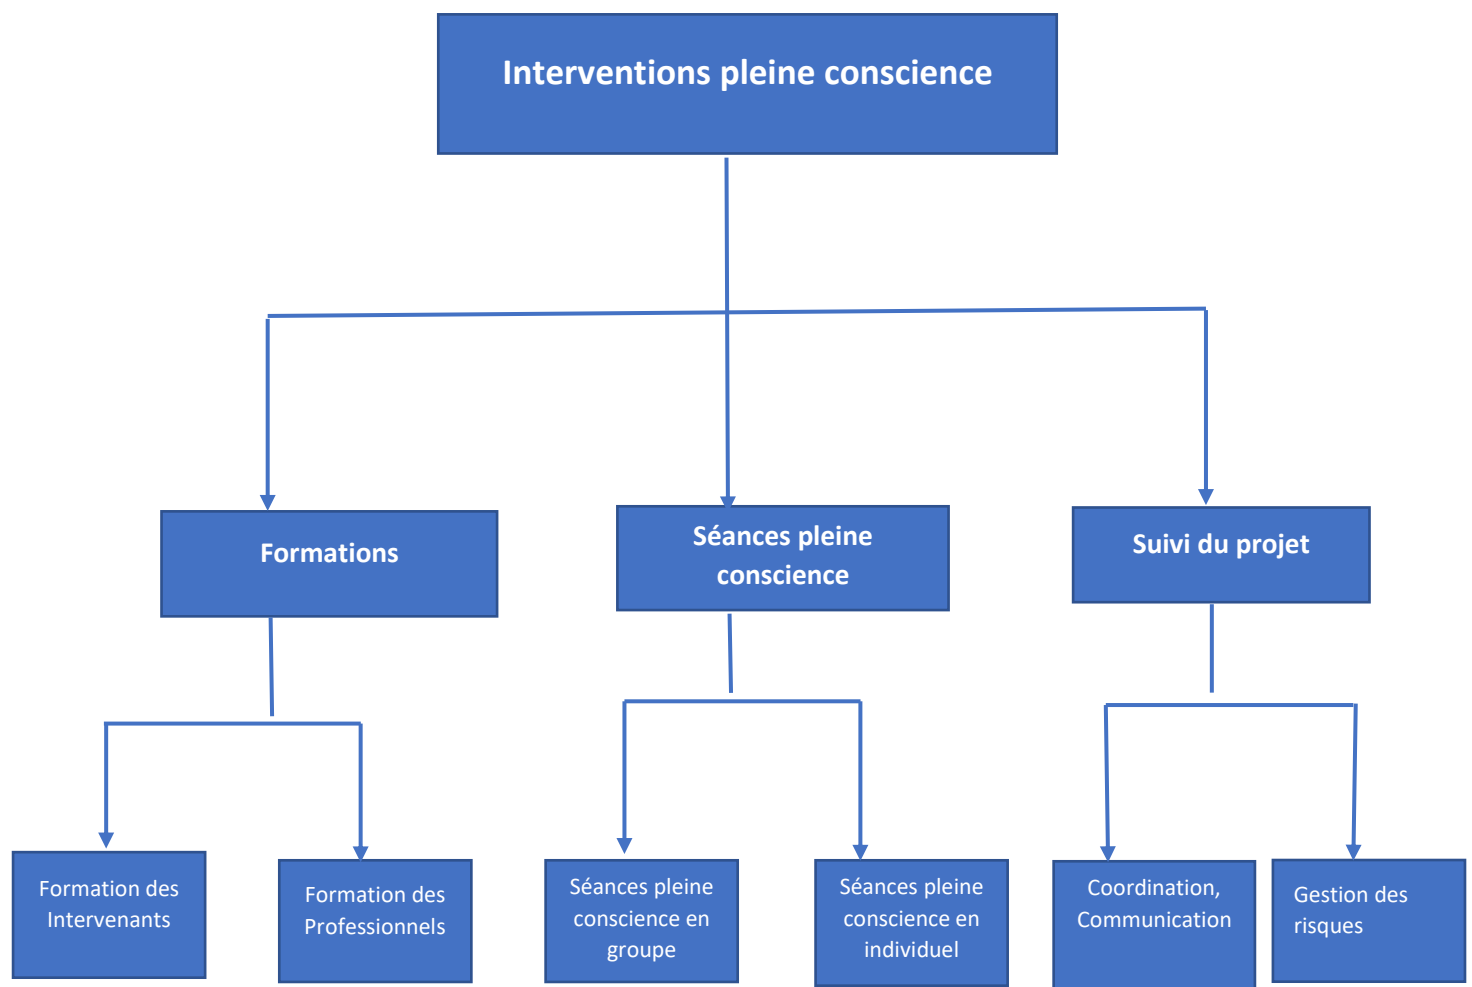 Interventions pleine conscience
Formations
Séances pleine
conscience
Suivi du projet
Formation des
Intervenants
Formation des
Professionnels
Séances pleine
conscience en
groupe
Séances pleine
conscience en
individuel
Coordination,
Communication
Gestion des
risques